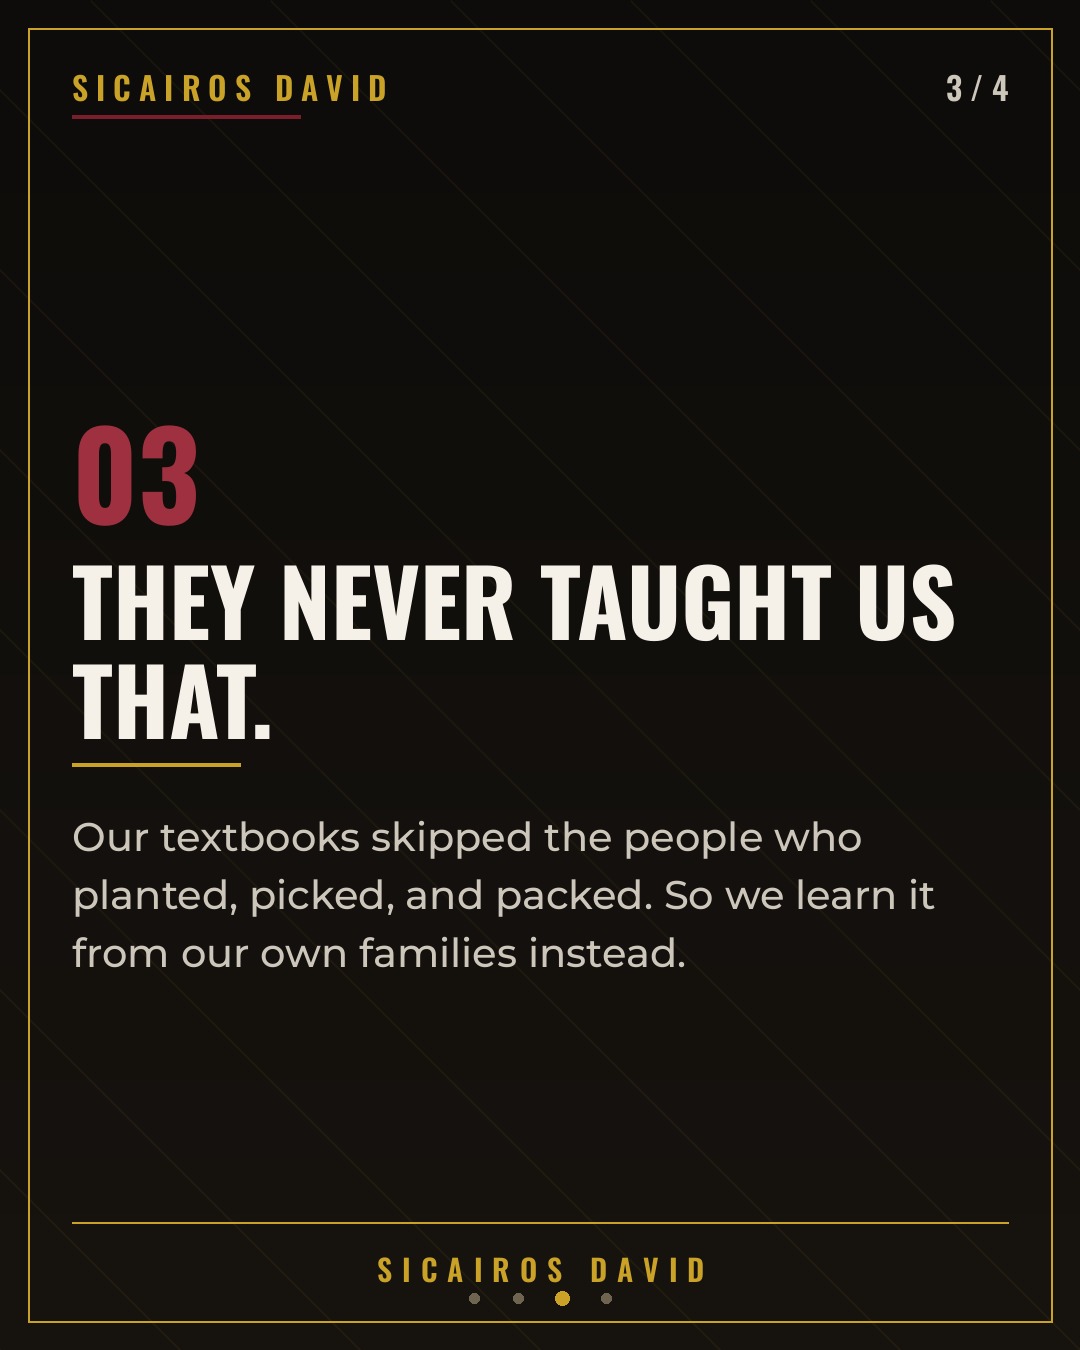 SICAIROS DAVID
3 / 4
03
THEY NEVER TAUGHT US
THAT.
Our textbooks skipped the people who
planted, picked, and packed. So we learn it
from our own families instead.
SICAIROS DAVID